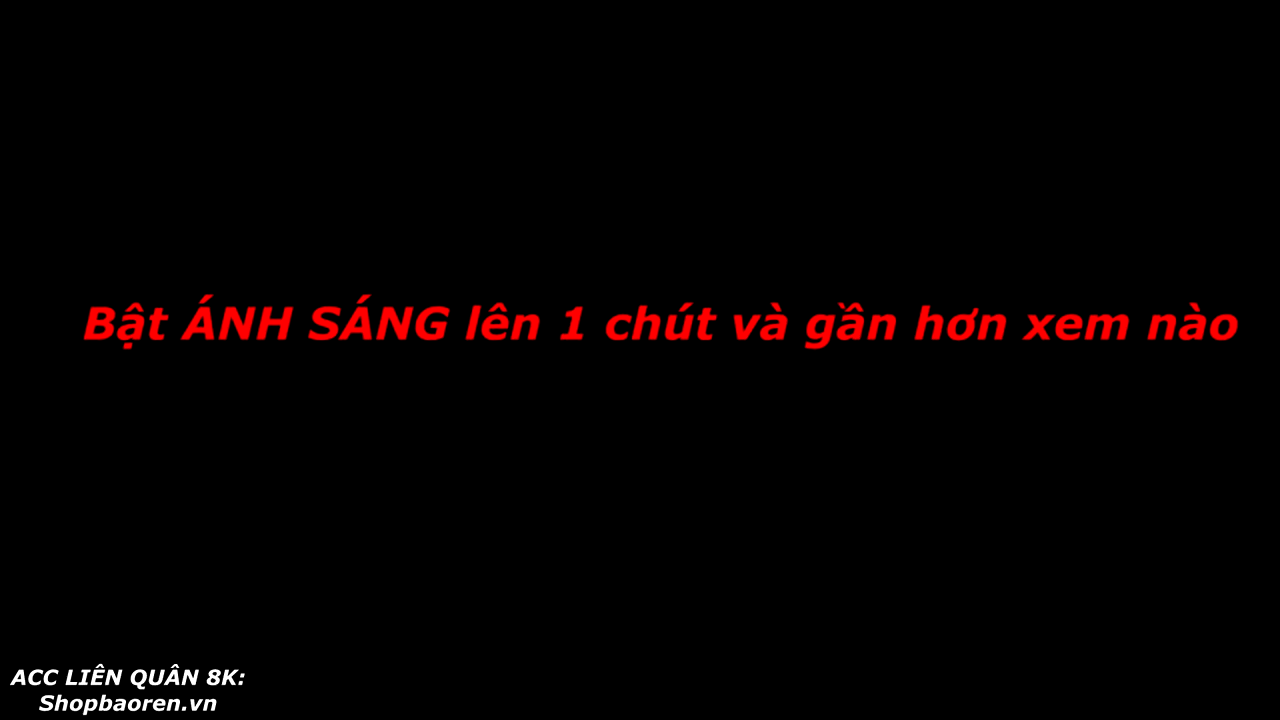 Bật ÁNH SÁNG lên 1 chút và gần hơn xem nào
ACC LIÊN QUÂN 8K:
Shopbaoren.vn